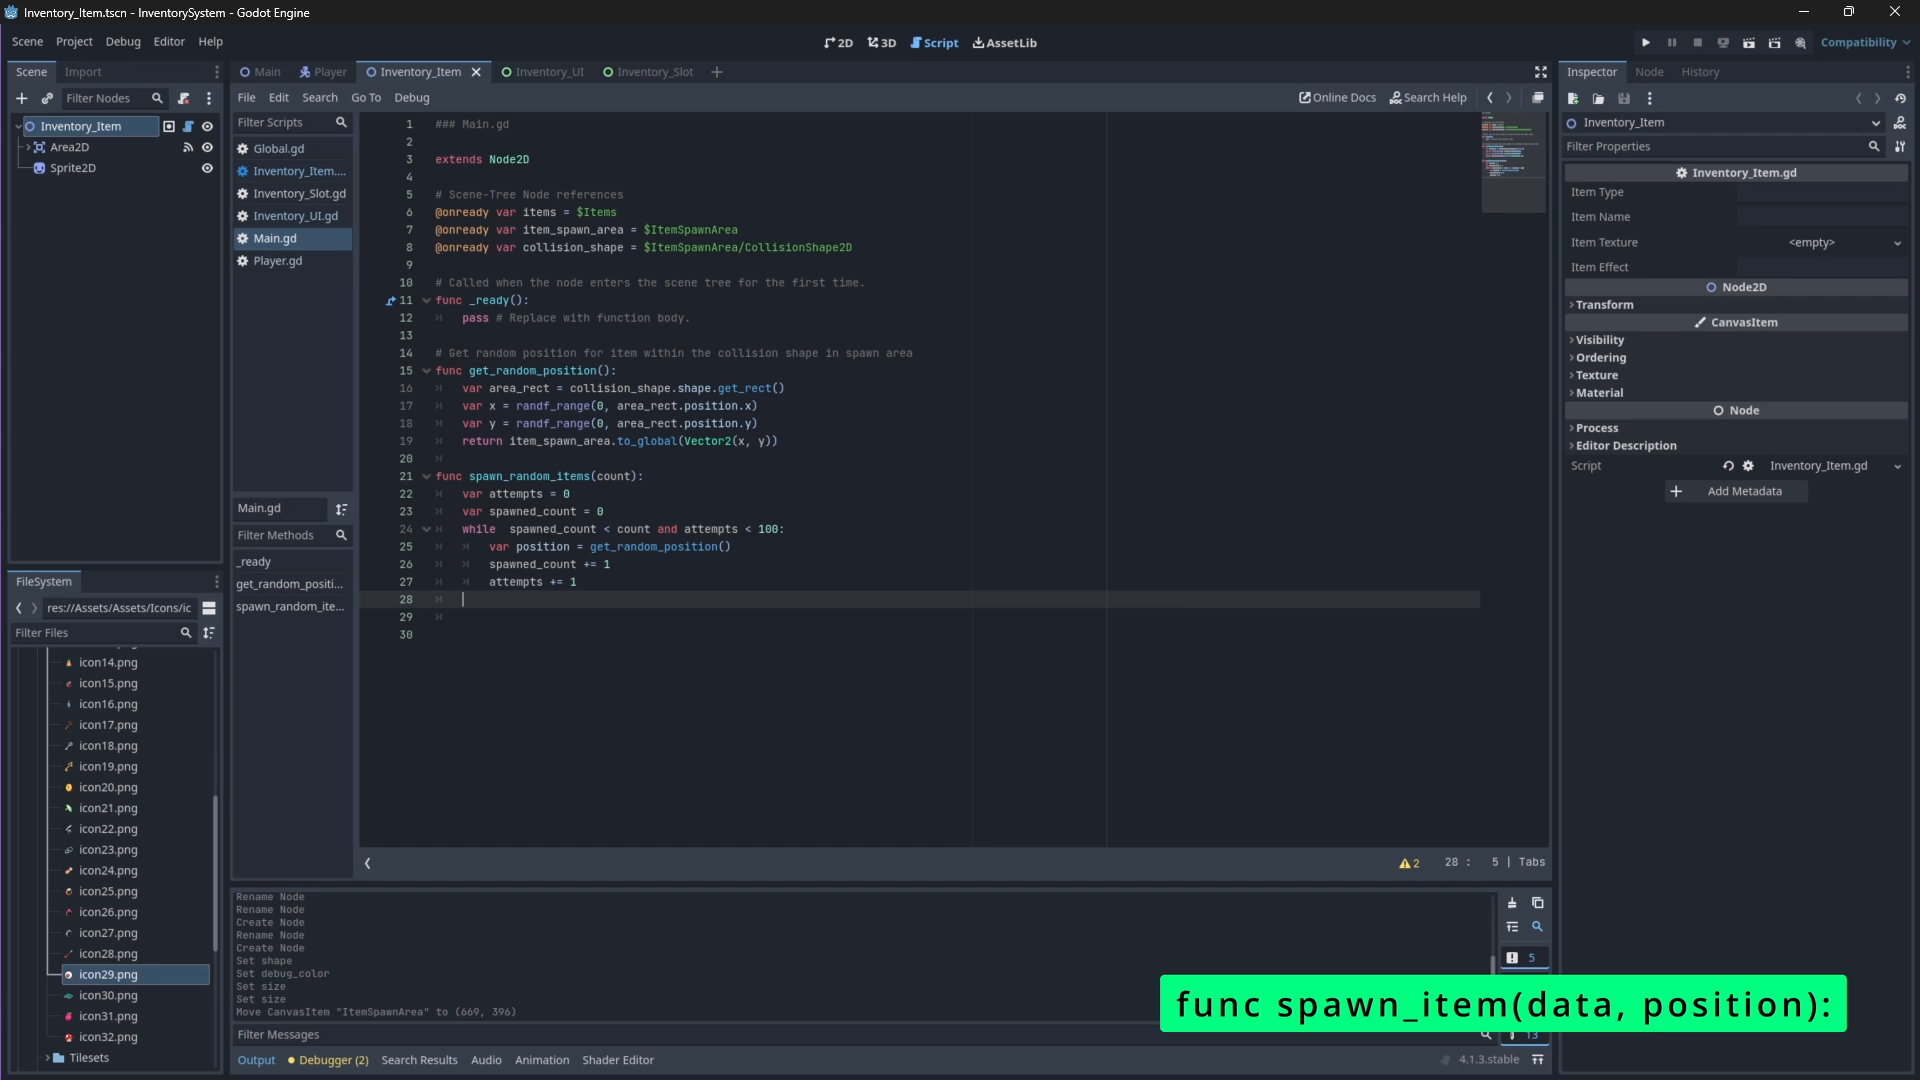 Inventory_Item.tscn - InventorySystem - Godot Engine
Scene Project Debug Editor Help
2D 3D Script AssetLib
Compatibility
Scene Import
Main Player Inventory_Item Inventory_UI Inventory_Slot
Inspector Node History
Filter Nodes
File Edit Search Go To Debug
Online Docs Search Help
Inventory_Item
Area2D
Sprite2D
Filter Scripts
Global.gd
Inventory_Item....
Inventory_Slot.gd
Inventory_UI.gd
Main.gd
Player.gd
Main.gd
Filter Methods
_ready
get_random_positi...
spawn_random_ite...
1 ### Main.gd
2
3 extends Node2D
4
5 # Scene-Tree Node references
6 @onready var items = $Items
7 @onready var item_spawn_area = $ItemSpawnArea
8 @onready var collision_shape = $ItemSpawnArea/CollisionShape2D
9
10 # Called when the node enters the scene tree for the first time.
11 func _ready():
12 pass # Replace with function body.
13
14 # Get random position for item within the collision shape in spawn area
15 func get_random_position():
16 var area_rect = collision_shape.shape.get_rect()
17 var x = randf_range(0, area_rect.position.x)
18 var y = randf_range(0, area_rect.position.y)
19 return item_spawn_area.to_global(Vector2(x, y))
20
21 func spawn_random_items(count):
22 var attempts = 0
23 var spawned_count = 0
24 while  spawned_count < count and attempts < 100:
25 var position = get_random_position()
26 spawned_count += 1
27 attempts += 1
28
29
30
2 28 : 5 | Tabs
Inventory_Item
Filter Properties
Inventory_Item.gd
Item Type
Item Name
Item Texture <empty>
Item Effect
Node2D
Transform
CanvasItem
Visibility
Ordering
Texture
Material
Node
Process
Editor Description
Script Inventory_Item.gd
Add Metadata
FileSystem
res://Assets/Assets/Icons/ic
Filter Files
icon14.png
icon15.png
icon16.png
icon17.png
icon18.png
icon19.png
icon20.png
icon21.png
icon22.png
icon23.png
icon24.png
icon25.png
icon26.png
icon27.png
icon28.png
icon29.png
icon30.png
icon31.png
icon32.png
Tilesets
Rename Node
Rename Node
Create Node
Rename Node
Create Node
Set shape
Set debug_color
Set size
Set size
Move CanvasItem "ItemSpawnArea" to (669, 396)
5
13
Filter Messages
func spawn_item(data, position):
Output Debugger (2) Search Results Audio Animation Shader Editor
4.1.3.stable